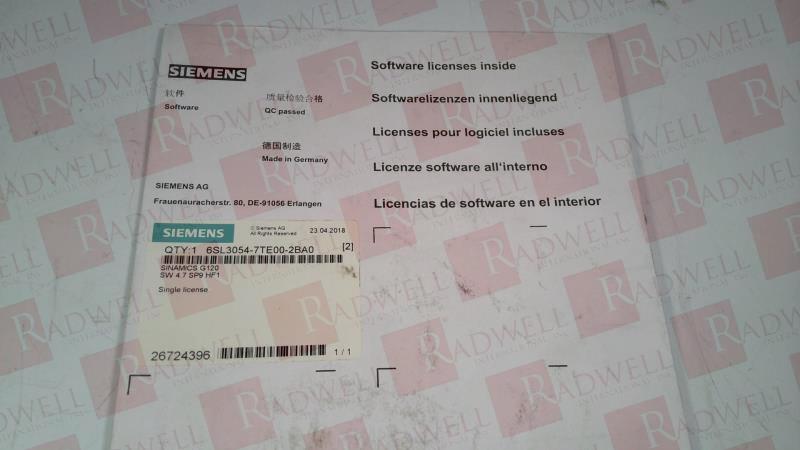 SIEMENS
软件
Software
质量检验合格
QC passed
德国制造
Made in Germany
SIEMENS AG
Frauenauracherstr. 80, DE-91056 Erlangen
Software licenses inside
Softwarelizenzen innenliegend
Licenses pour logiciel incluses
Licenze software all'interno
Licencias de software en el interior
SIEMENS
© Siemens AG
All Rights Reserved
23.04.2018
QTY:1 6SL3054-7TE00-2BA0 [2]
SINAMICS G120
SW 4.7 SP9 HF1
Single license
26724396
1 / 1
RADWELL
INTERNATIONAL, INC.